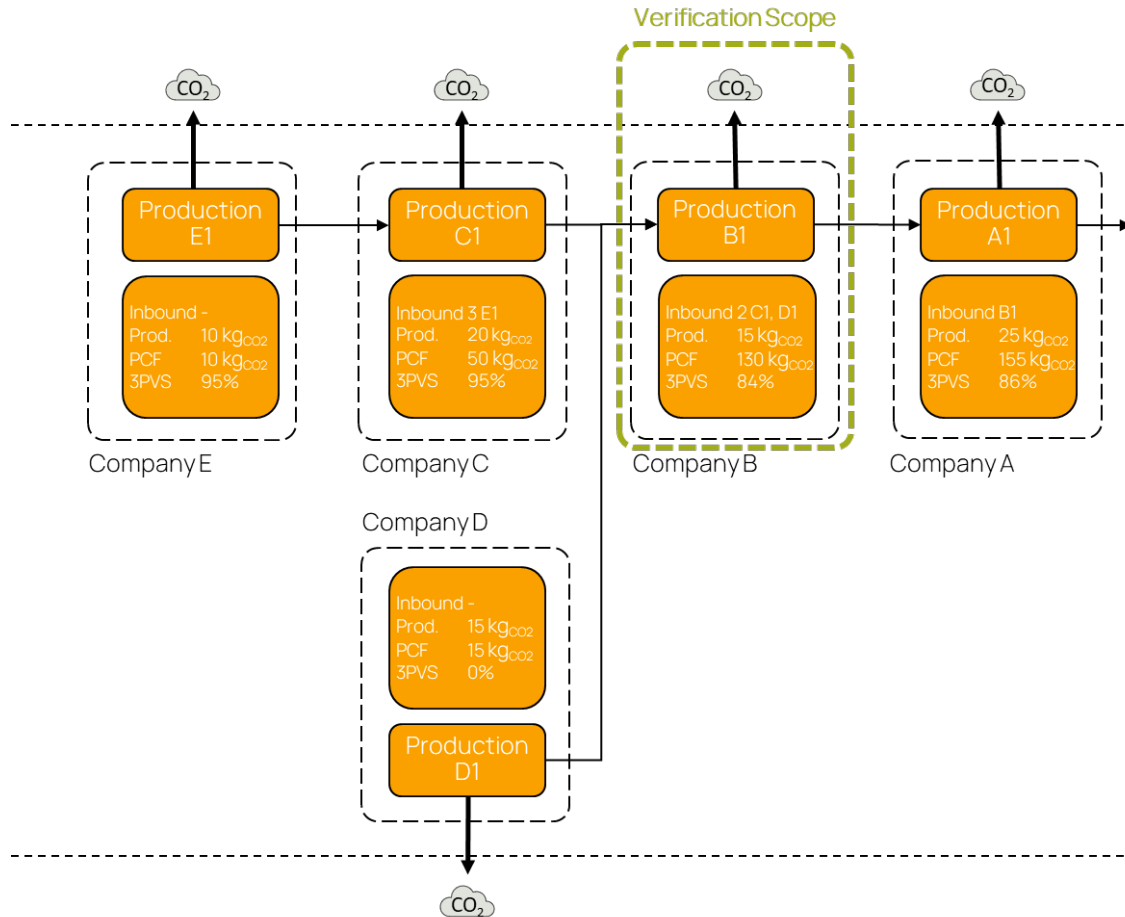 Verification Scope
CO2
CO2
CO2
CO2
Production
E1
Production
C1
Production
B1
Production
A1
Inbound -
Prod. 10 kgCO2
PCF 10 kgCO2
3PVS 95%
Inbound 3 E1
Prod. 20 kgCO2
PCF 50 kgCO2
3PVS 95%
Inbound 2 C1, D1
Prod. 15 kgCO2
PCF 130 kgCO2
3PVS 84%
Inbound B1
Prod. 25 kgCO2
PCF 155 kgCO2
3PVS 86%
Company E
Company C
Company B
Company A
Company D
Inbound -
Prod. 15 kgCO2
PCF 15 kgCO2
3PVS 0%
Production
D1
CO2